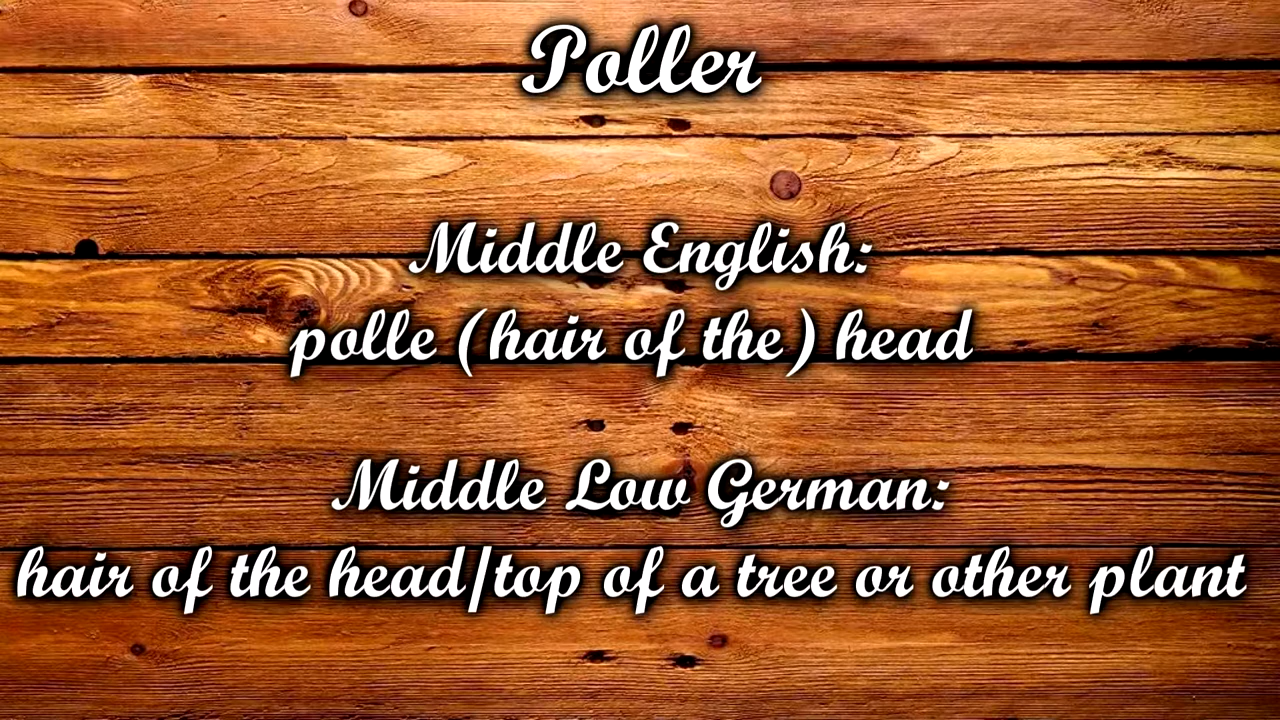 Poller
Middle English:
polle (hair of the) head
Middle Low German:
hair of the head/top of a tree or other plant